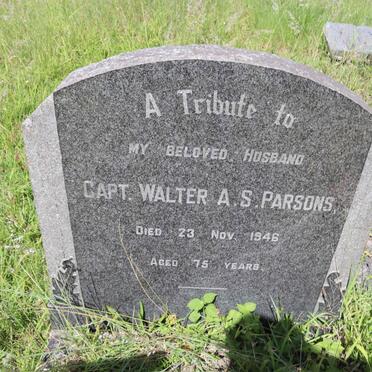 A Tribute to
MY BELOVED HUSBAND
CAPT. WALTER A.S. PARSONS,
DIED 23 NOV. 1946
AGED 75 YEARS.